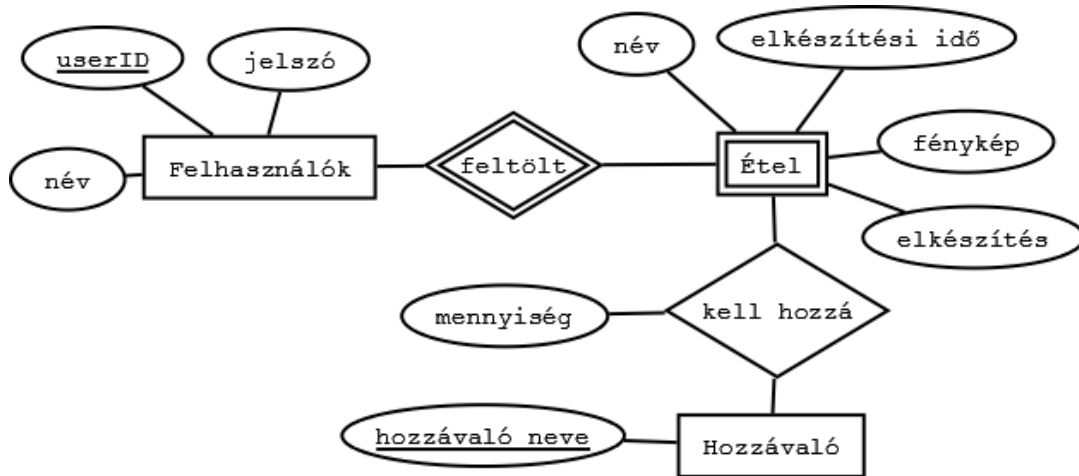 userID
jelszó
név
Felhasználók
feltölt
név
elkészítési idő
Étel
fénykép
elkészítés
mennyiség
kell hozzá
hozzávaló neve
Hozzávaló